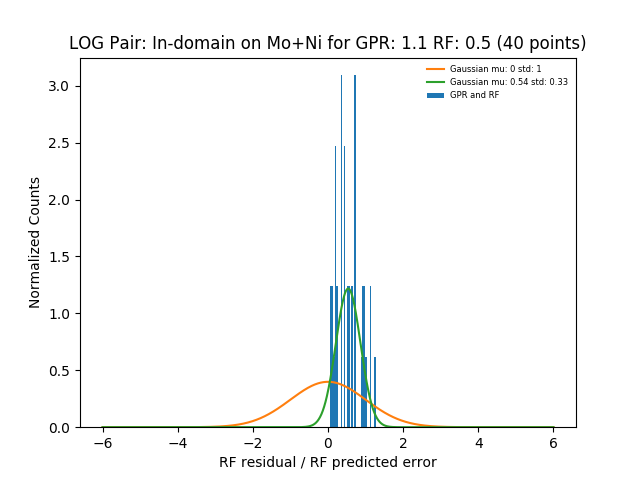 LOG Pair: In-domain on Mo+Ni for GPR: 1.1 RF: 0.5 (40 points)
Gaussian mu: 0 std: 1
Gaussian mu: 0.54 std: 0.33
GPR and RF
Normalized Counts
3.0
2.5
2.0
1.5
1.0
0.5
0.0
−6 −4 −2 0 2 4 6
RF residual / RF predicted error